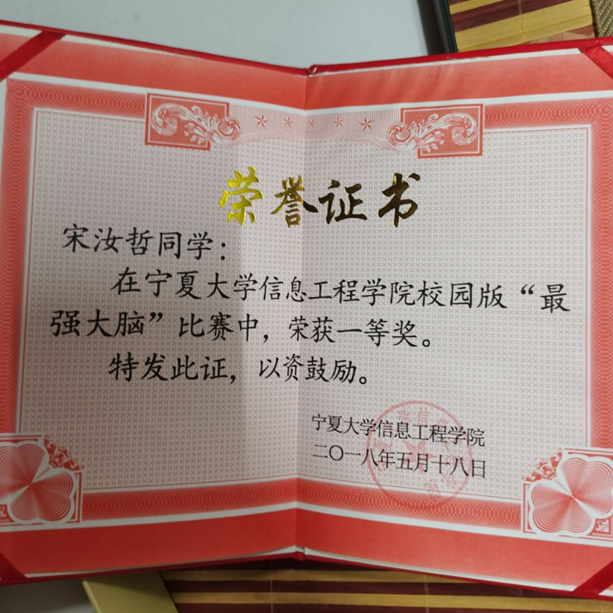 荣誉证书
宋汝哲同学：
在宁夏大学信息工程学院校园版“最
强大脑”比赛中，荣获一等奖。
特发此证，以资鼓励。
宁夏大学信息工程学院
二〇一八年五月十八日